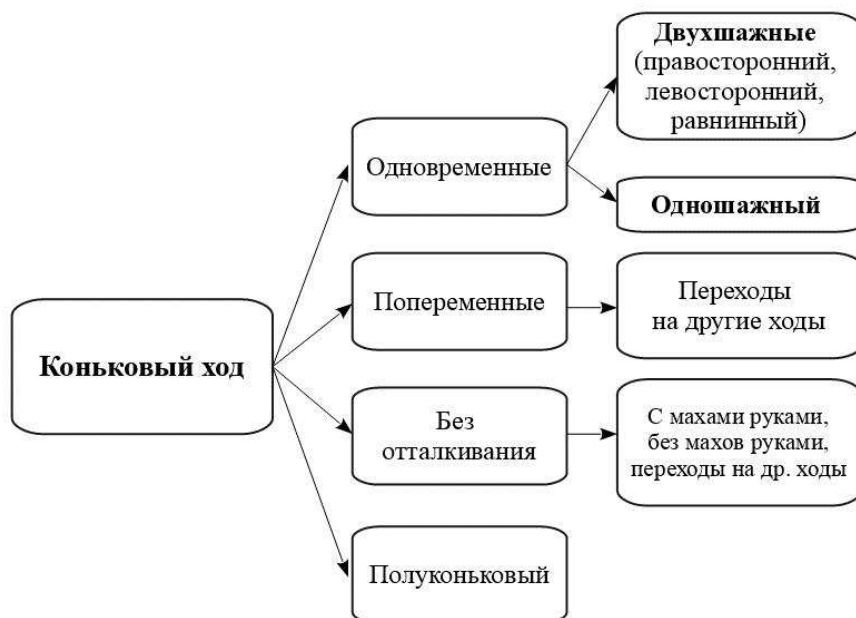 Двухшажные
(правосторонний,
левосторонний,
равнинный)
Одновременные
Одношажный
Попеременные
Переходы
на другие ходы
Коньковый ход
Без
отталкивания
С махами руками,
без махов руками,
переходы на др. ходы
Полуконьковый